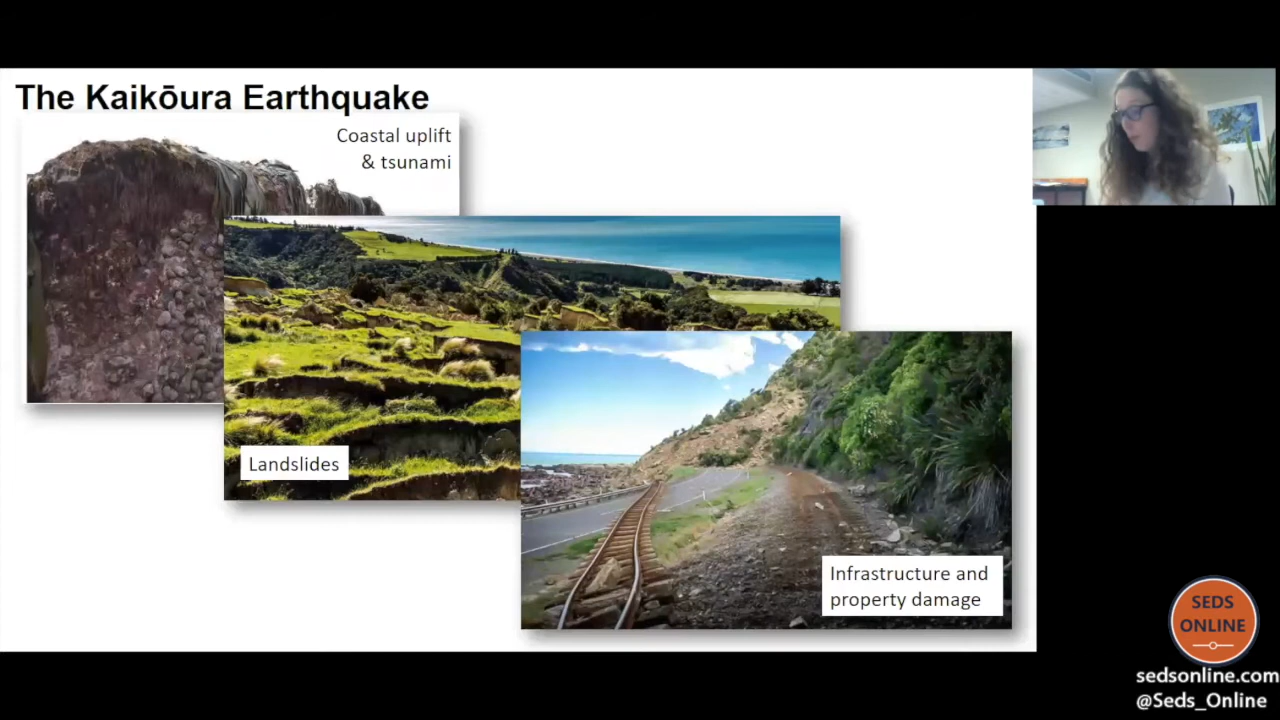 The Kaikōura Earthquake
Coastal uplift
& tsunami
Landslides
Infrastructure and
property damage
SEDS
ONLINE
sedsonline.com
@Seds_Online